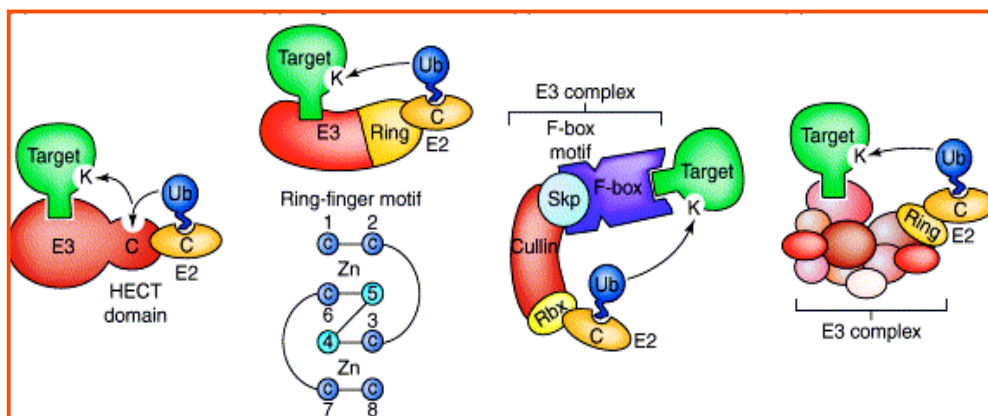 Target
K
Ub
E3
C
C
E2
HECT
domain
Target
K
Ub
E3
Ring
C
E2
Ring-finger motif
1
2
C
C
Zn
C
5
6
3
4
C
Zn
C
C
7
8
E3 complex
F-box
motif
F-box
Target
K
Skp
Cullin
Ub
Rbx
C
E2
Target
K
Ub
C
Ring
E2
E3 complex